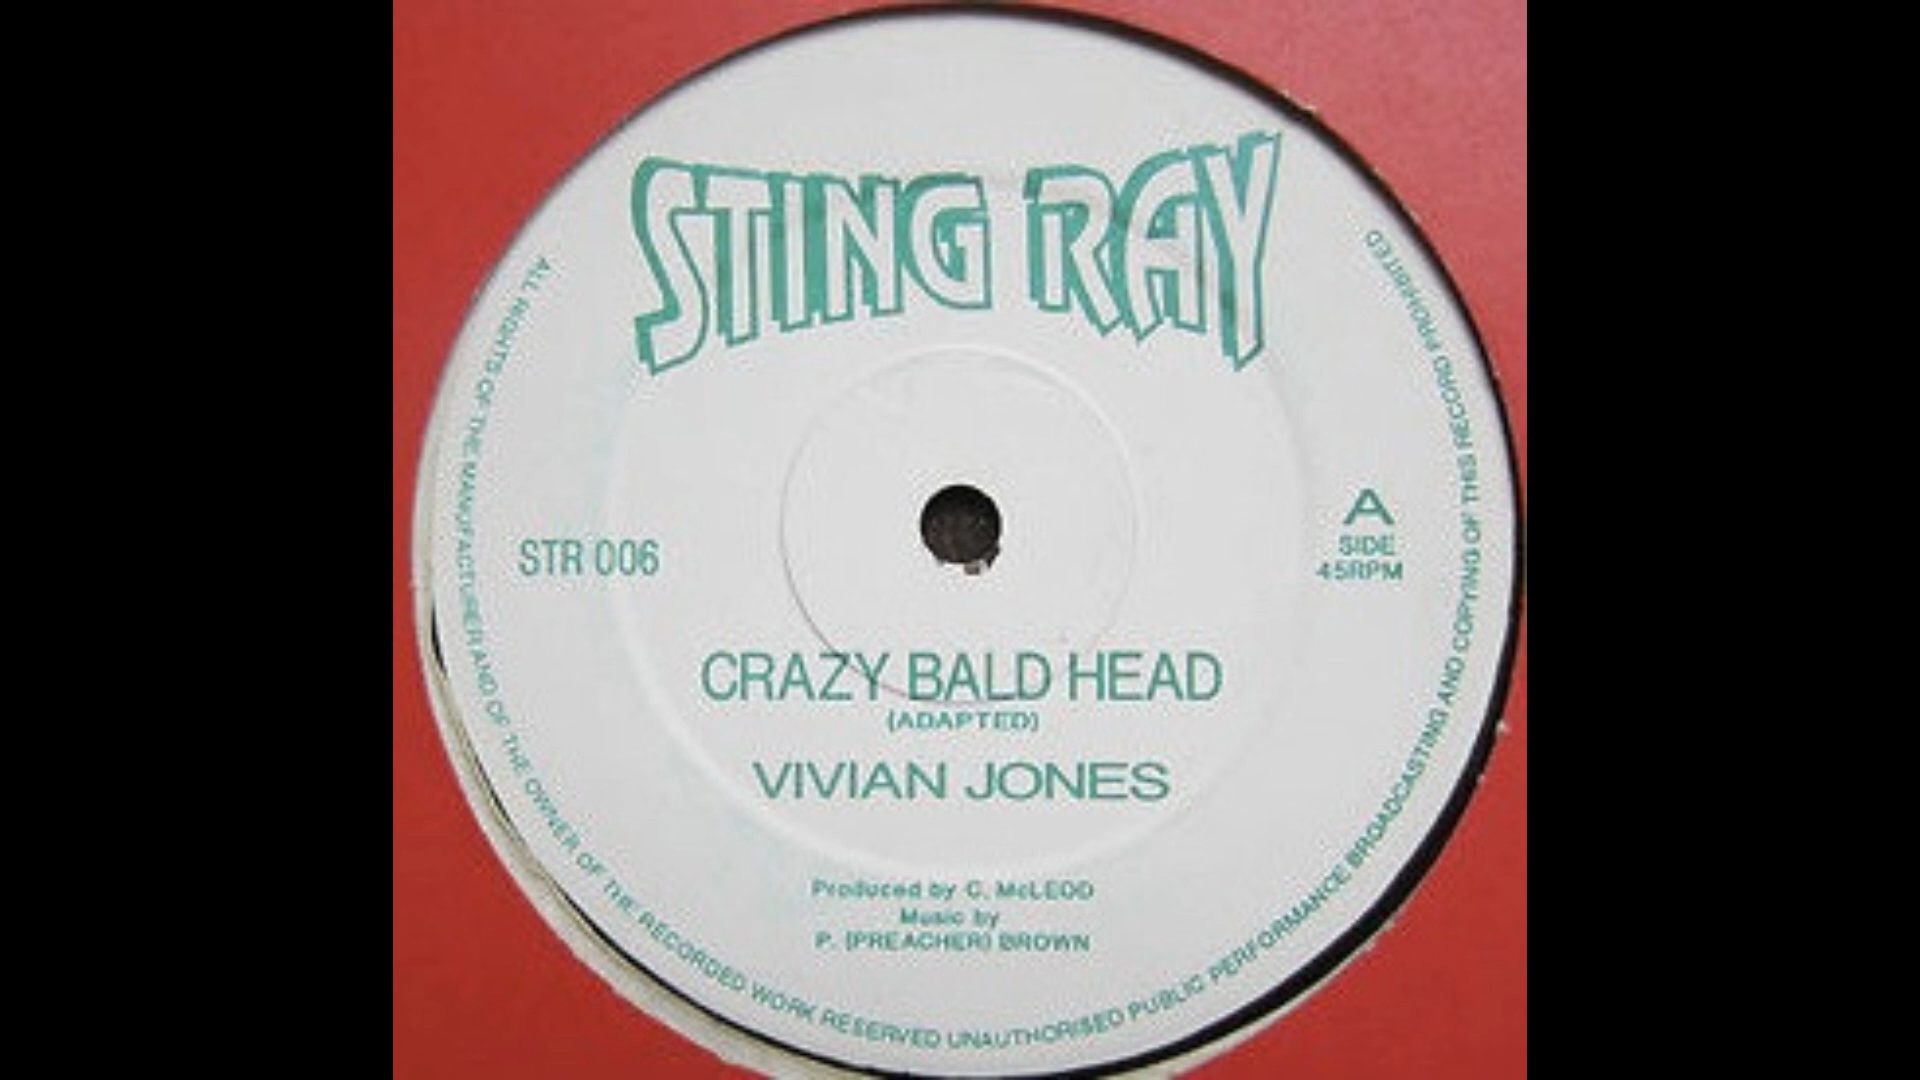 STING RAY
STR 006
A
SIDE
45RPM
CRAZY BALD HEAD
(ADAPTED)
VIVIAN JONES
Produced by C. McLEOD
Music by
P. (PREACHER) BROWN
ALL RIGHTS OF THE MANUFACTURER AND OF THE OWNER OF THE RECORDED WORK RESERVED UNAUTHORISED PUBLIC PERFORMANCE BROADCASTING AND COPYING OF THIS RECORD PROHIBITED